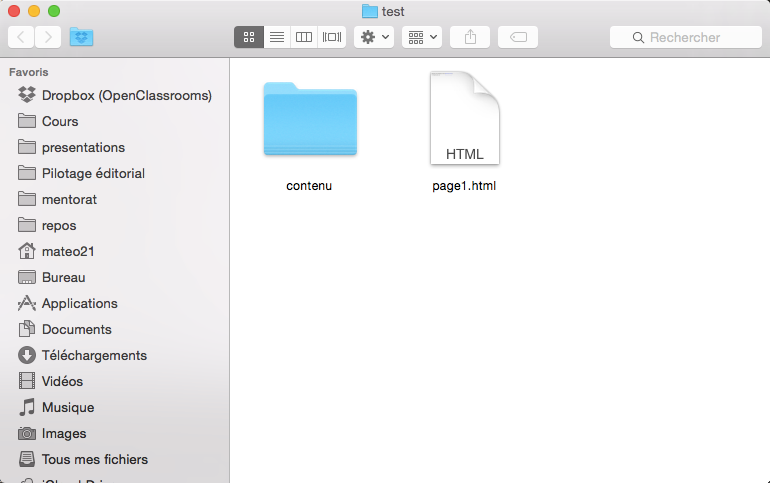 test
Rechercher
Favoris
Dropbox (OpenClassrooms)
Cours
presentations
Pilotage éditorial
mentorat
repos
mateo21
Bureau
Applications
Documents
Téléchargements
Vidéos
Musique
Images
Tous mes fichiers
HTML
contenu
page1.html